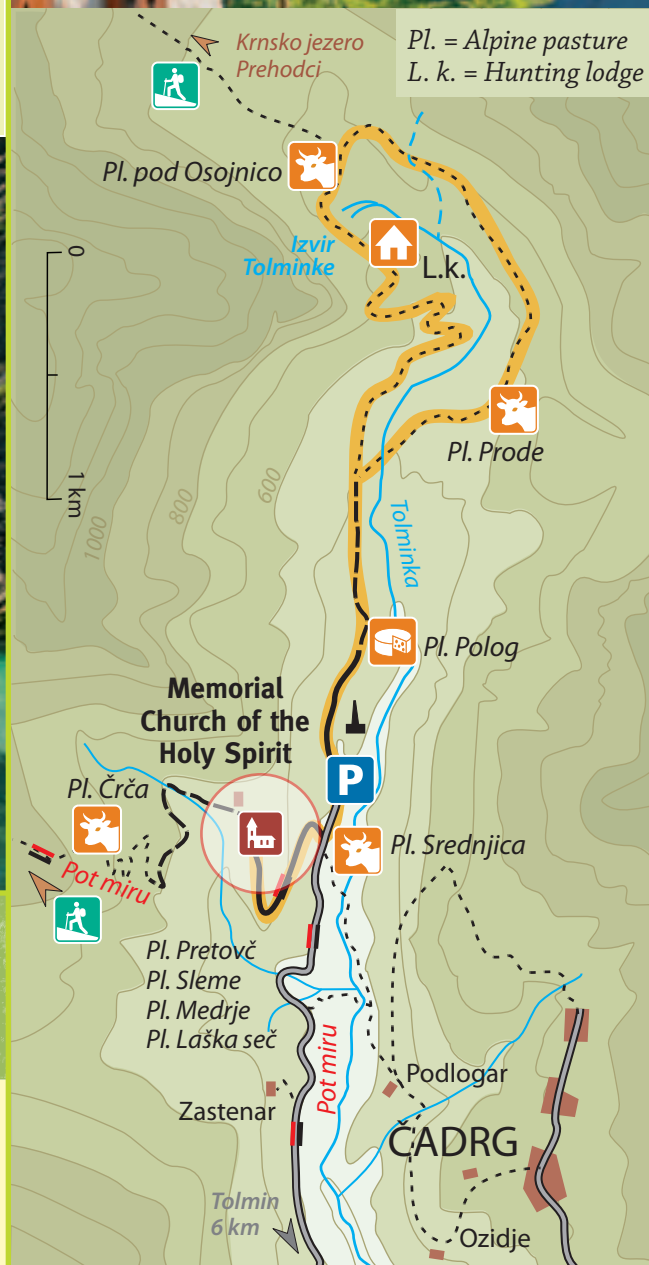 Pl. = Alpine pasture
L. k. = Hunting lodge
Krnsko jezero
Prehodci
Pl. pod Osojnico
Izvir
Tolminke
L.k.
0
1 km
Pl. Prode
600
800
1000
Tolminka
Pl. Polog
Memorial
Church of the
Holy Spirit
P
Pl. Črča
Pl. Srednjica
Pot miru
Pl. Pretovč
Pl. Sleme
Pl. Medrje
Pl. Laška seč
Pot miru
Podlogar
Zastenar
ČADRG
Tolmin
6 km
Ozidje